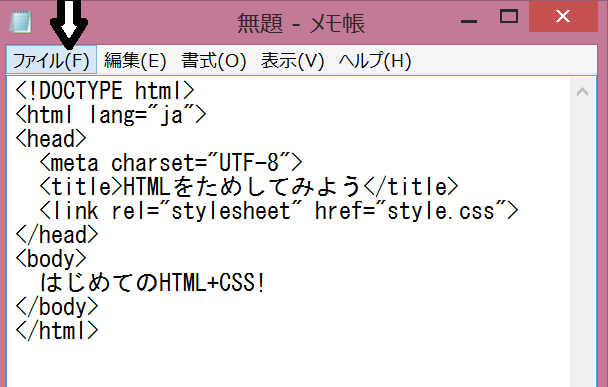 無題 - メモ帳
ファイル(F) 編集(E) 書式(O) 表示(V) ヘルプ(H)
<!DOCTYPE html>
<html lang="ja">
<head>
  <meta charset="UTF-8">
  <title>HTMLをためしてみよう</title>
  <link rel="stylesheet" href="style.css">
</head>
<body>
  はじめてのHTML+CSS!
</body>
</html>